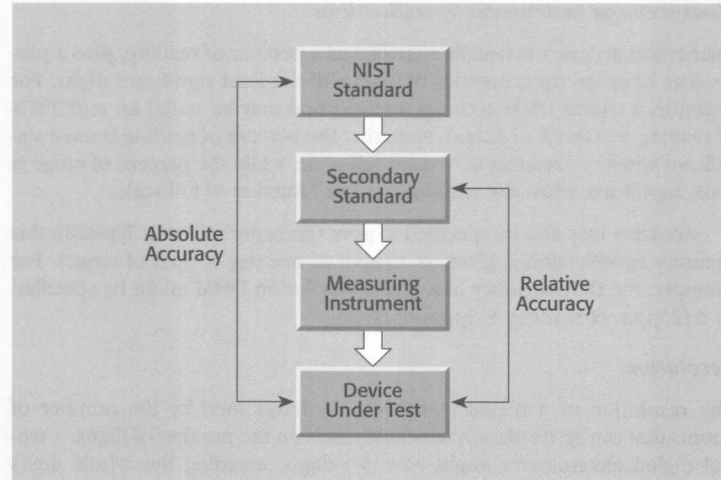 NIST
Standard
Secondary
Standard
Absolute
Accuracy
Measuring
Instrument
Relative
Accuracy
Device
Under Test